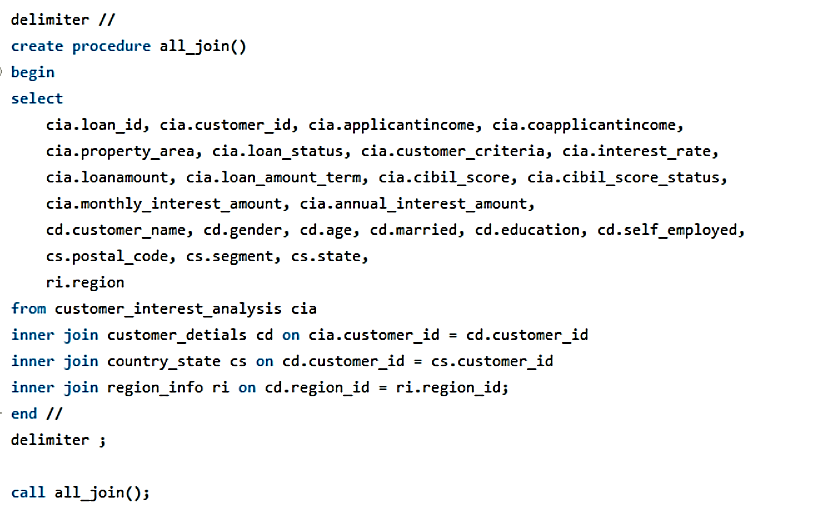 delimiter //
create procedure all_join()
begin
select
cia.loan_id, cia.customer_id, cia.applicantincome, cia.coapplicantincome,
cia.property_area, cia.loan_status, cia.customer_criteria, cia.interest_rate,
cia.loanamount, cia.loan_amount_term, cia.cibil_score, cia.cibil_score_status,
cia.monthly_interest_amount, cia.annual_interest_amount,
cd.customer_name, cd.gender, cd.age, cd.married, cd.education, cd.self_employed,
cs.postal_code, cs.segment, cs.state,
ri.region
from customer_interest_analysis cia
inner join customer_detials cd on cia.customer_id = cd.customer_id
inner join country_state cs on cd.customer_id = cs.customer_id
inner join region_info ri on cd.region_id = ri.region_id;
end //
delimiter ;
call all_join();